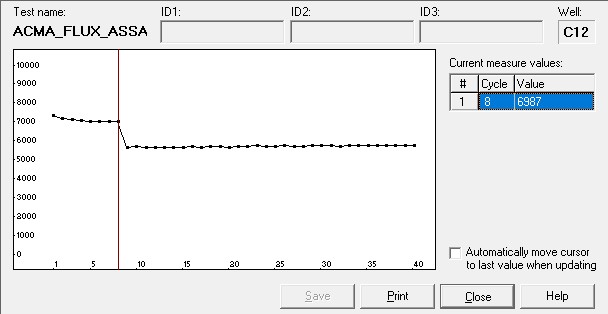 Test name: ID1: ID2: ID3: Well:
ACMA_FLUX_ASSA C12
Current measure values:
# Cycle Value
1 8 6987
10000
9000
8000
7000
6000
5000
4000
3000
2000
1000
0
1 5 10 15 20 25 30 35 40
Automatically move cursor
to last value when updating
Save Print Close Help